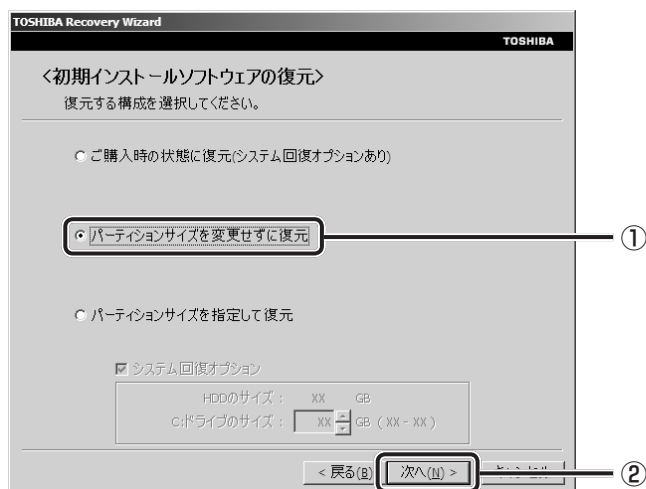 TOSHIBA Recovery Wizard
TOSHIBA
<初期インストールソフトウェアの復元>
復元する構成を選択してください。
ご購入時の状態に復元(システム回復オプションあり)
パーティションサイズを変更せずに復元
①
パーティションサイズを指定して復元
システム回復オプション
HDDのサイズ： XX GB
C:ドライブのサイズ： XX GB ( XX - XX )
< 戻る(B) 次へ(N) >
②